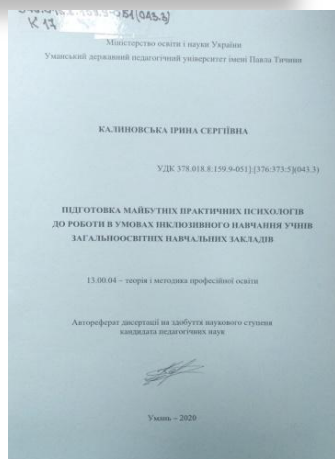 К 17
Міністерство освіти і науки України
Уманський державний педагогічний університет імені Павла Тичини
КАЛИНОВСЬКА ІРИНА СЕРГІЇВНА
УДК 378.018.8:159.9-051]:[376:373.5](043.3)
ПІДГОТОВКА МАЙБУТНІХ ПРАКТИЧНИХ ПСИХОЛОГІВ
ДО РОБОТИ В УМОВАХ ІНКЛЮЗИВНОГО НАВЧАННЯ УЧНІВ
ЗАГАЛЬНООСВІТНІХ НАВЧАЛЬНИХ ЗАКЛАДІВ
13.00.04 – теорія і методика професійної освіти
Автореферат дисертації на здобуття наукового ступеня
кандидата педагогічних наук
Умань – 2020